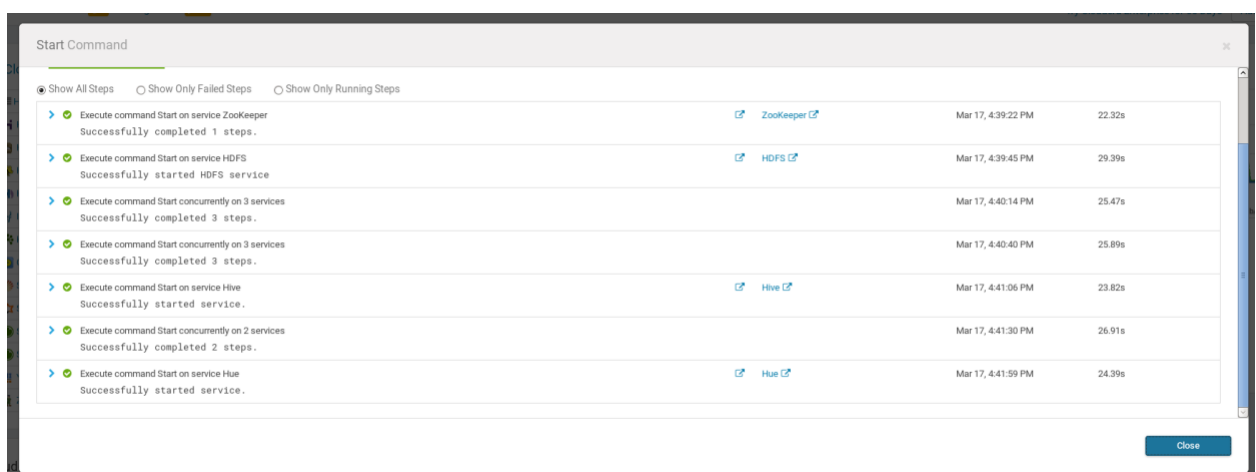 Start Command
Show All Steps Show Only Failed Steps Show Only Running Steps
Execute command Start on service ZooKeeper ZooKeeper Mar 17, 4:39:22 PM 22.32s
Successfully completed 1 steps.
Execute command Start on service HDFS HDFS Mar 17, 4:39:45 PM 29.39s
Successfully started HDFS service
Execute command Start concurrently on 3 services Mar 17, 4:40:14 PM 25.47s
Successfully completed 3 steps.
Execute command Start concurrently on 3 services Mar 17, 4:40:40 PM 25.89s
Successfully completed 3 steps.
Execute command Start on service Hive Hive Mar 17, 4:41:06 PM 23.82s
Successfully started service.
Execute command Start concurrently on 2 services Mar 17, 4:41:30 PM 26.91s
Successfully completed 2 steps.
Execute command Start on service Hue Hue Mar 17, 4:41:59 PM 24.39s
Successfully started service.
Close